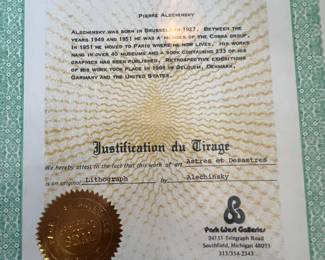 PIERRE ALECHINSKY
ALECHINSKY WAS BORN IN BRUSSELS IN 1927. BETWEEN THE
YEARS 1949 AND 1951 HE WAS A MEMBER OF THE COBRA GROUP.
IN 1951 HE MOVED TO PARIS WHERE HE NOW LIVES. HIS WORKS
HANG IN OVER 45 MUSEUMS AND A BOOK CONTAINING 233 OF HIS
GRAPHICS HAS BEEN PUBLISHED. RETROSPECTIVE EXHIBITIONS
OF HIS WORK TOOK PLACE IN 1969 IN BELGIUM, DENMARK,
GERMANY AND THE UNITED STATES.
Justification du Tirage
We hereby attest to the fact that this work of art Astres et Desastres
is an original Lithograph by Alechinsky
Park West Galleries
24111 Telegraph Road
Southfield, Michigan 48075
313/354-2343